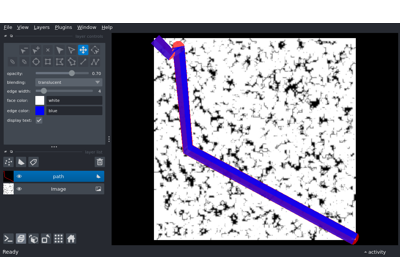 File View Layers Plugins Window Help
opacity: 0.70
blending: translucent
edge width:
face color: white
edge color: blue
display text:
path
Image
Ready
activity